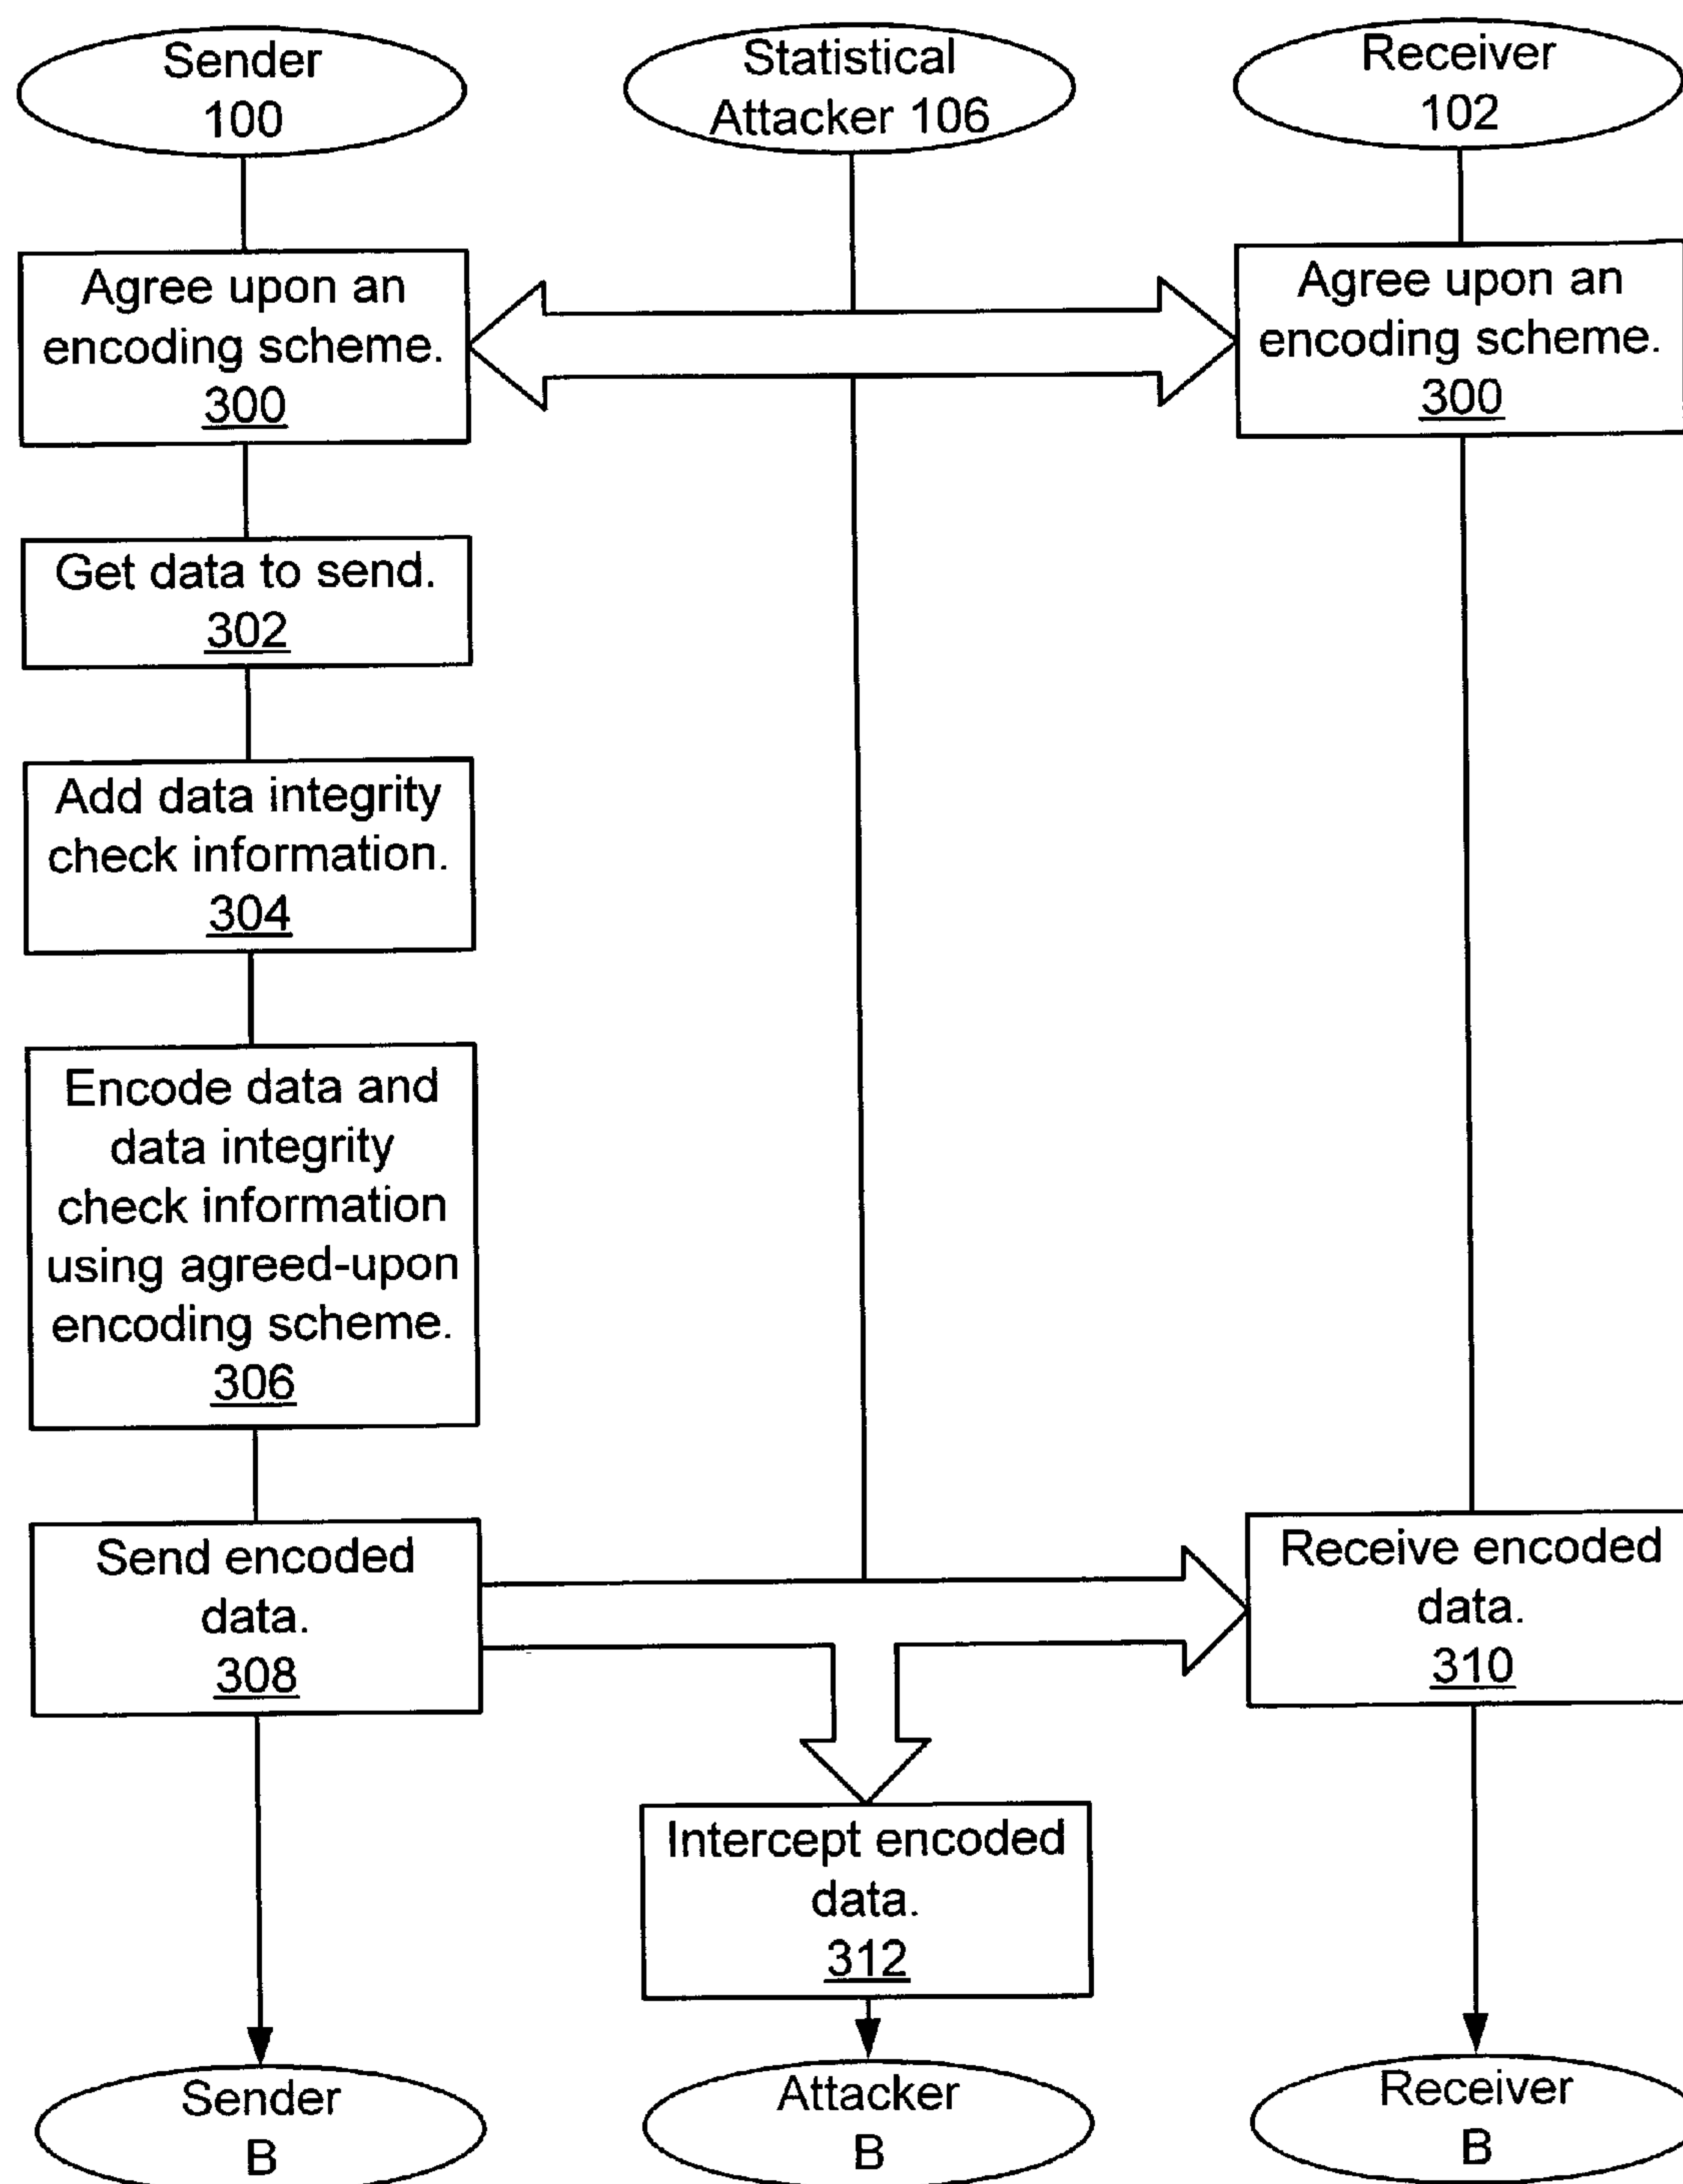 Sender
100
Statistical
Attacker 106
Receiver
102
Agree upon an
encoding scheme.
300
Agree upon an
encoding scheme.
300
Get data to send.
302
Add data integrity
check information.
304
Encode data and
data integrity
check information
using agreed-upon
encoding scheme.
306
Send encoded
data.
308
Receive encoded
data.
310
Intercept encoded
data.
312
Sender
B
Attacker
B
Receiver
B